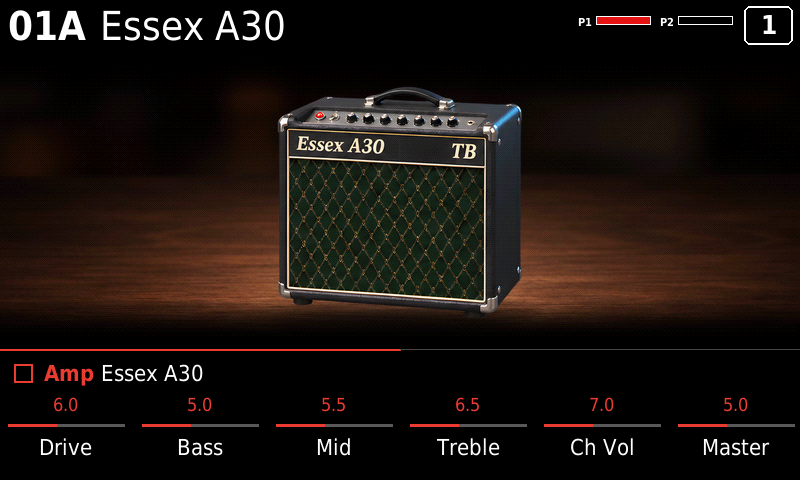 01A Essex A30
P1 P2 1
Essex A30 TB
Amp Essex A30
6.0 5.0 5.5 6.5 7.0 5.0
Drive Bass Mid Treble Ch Vol Master